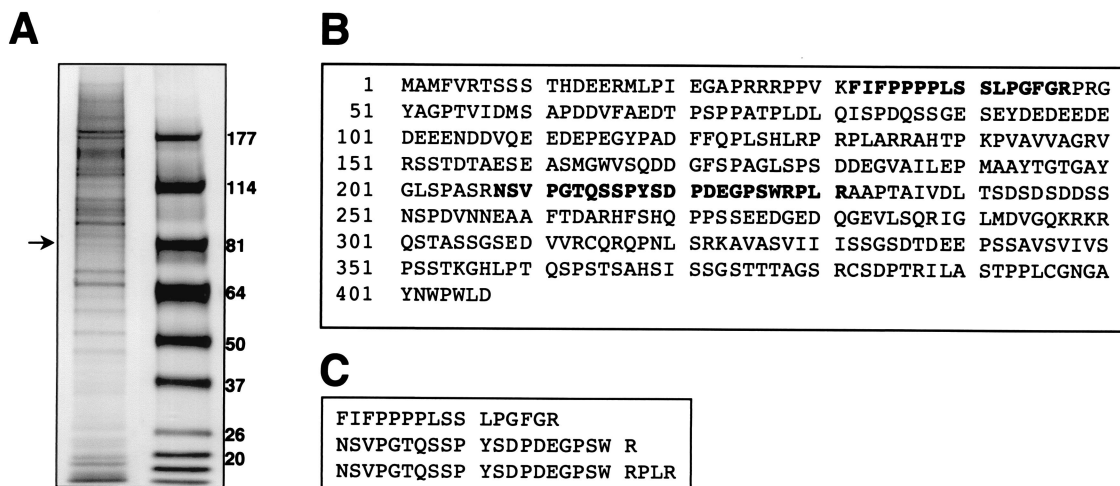 A
177
114
81
64
50
37
26
20
B
1 MAMFVRTSSS THDEERMLPI EGAPRRRPPV KFIFPPPPLS SLPGFGRPRG
51 YAGPTVIDMS APDDVFAEDT PSPPATPLDL QISPDQSSGE SEYDEDEEDE
101 DEEENDDVQE EDEPEGYPAD FFQPLSHLRP RPLARRAHTP KPVAVVAGRV
151 RSSTDTAESE ASMGWVSQDD GFSPAGLSPS DDEGVAILEP MAAYTGTGAY
201 GLSPASRNSV PGTQSSPYSD PDEGPSWRPL RAAPTAIVDL TSDSDSDDSS
251 NSPDVNNEAA FTDARHFSHQ PPSSEEDGED QGEVLSQRIG LMDVGQKRKR
301 QSTASSGSED VVRCQRQPNL SRKAVASVII ISSGSDTDEE PSSAVSVIVS
351 PSSTKGHLPT QSPSTSAHSI SSGSTTTAGS RCSDPTRILA STPPLCGNGA
401 YNWPWLD
C
FIFPPPPLSS LPGFGR
NSVPGTQSSP YSDPDEGPSW R
NSVPGTQSSP YSDPDEGPSW RPLR